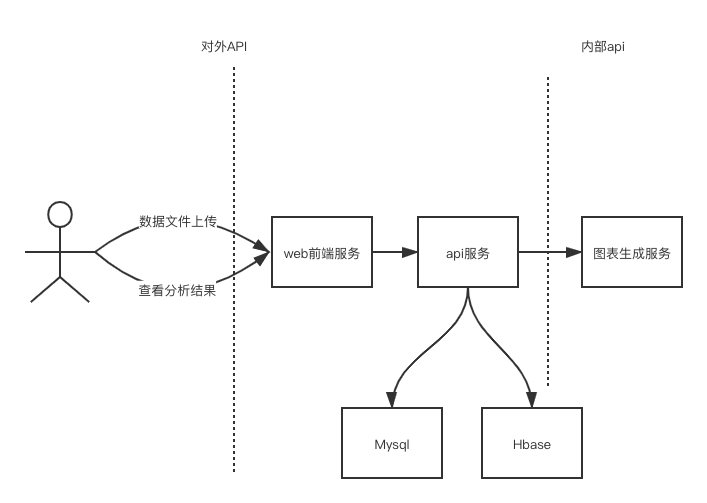 对外API
内部api
数据文件上传
web前端服务
api服务
图表生成服务
查看分析结果
Mysql
Hbase